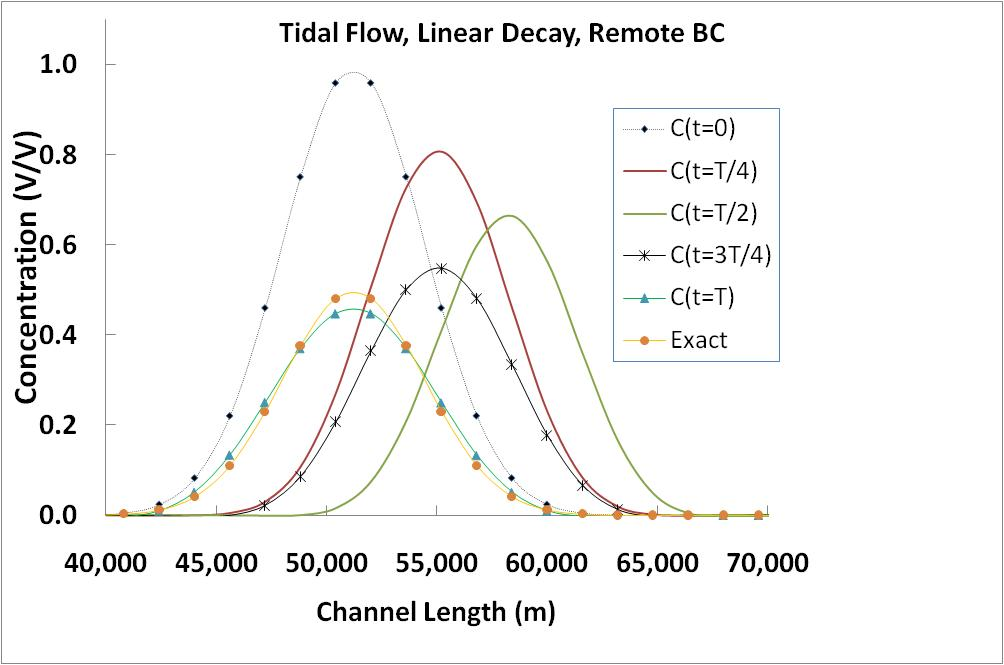 Tidal Flow, Linear Decay, Remote BC
Concentration (V/V)
1.0
0.8
0.6
0.4
0.2
0.0
40,000 45,000 50,000 55,000 60,000 65,000 70,000
Channel Length (m)
C(t=0)
C(t=T/4)
C(t=T/2)
C(t=3T/4)
C(t=T)
Exact